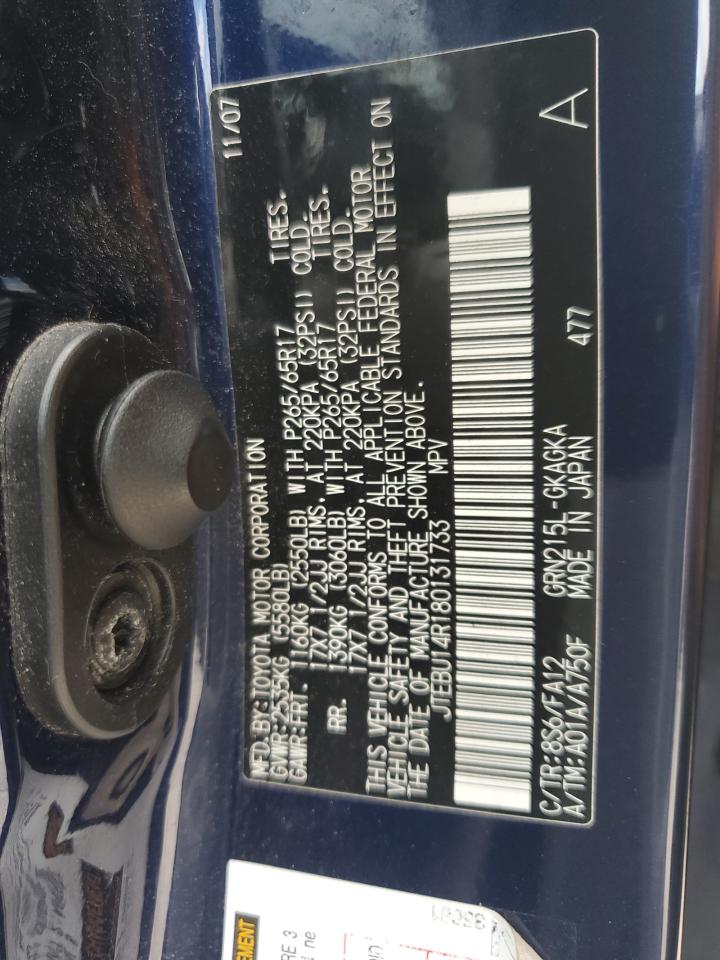 MFD.BY:TOYOTA MOTOR CORPORATION 11/07
GVWR:2535KG (5580LB)
GAWR:FRT. 1160KG (2550LB) WITH P265/65R17 TIRES.
17X7 1/2JJ RIMS. AT 220KPA (32PSI) COLD.
RR. 1390KG (3060LB) WITH P265/65R17 TIRES.
17X7 1/2JJ RIMS. AT 220KPA (32PSI) COLD.
THIS VEHICLE CONFORMS TO ALL APPLICABLE FEDERAL MOTOR
VEHICLE SAFETY AND THEFT PREVENTION STANDARDS IN EFFECT ON
THE DATE OF MANUFACTURE SHOWN ABOVE.
JTEBU14R180131733 MPV
C/TR:8S6/FA12 GRN215L-GKAGKA 477
A/TM:A01A/A750F MADE IN JAPAN A
EMENT
RE 3
ne